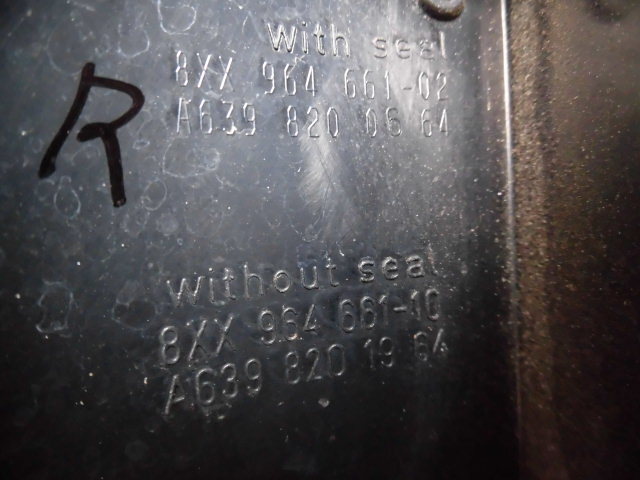 With seal
8XX 964 661-02
A639 820 06 64
R
Without seal
8XX 964 661-10
A639 820 19 64